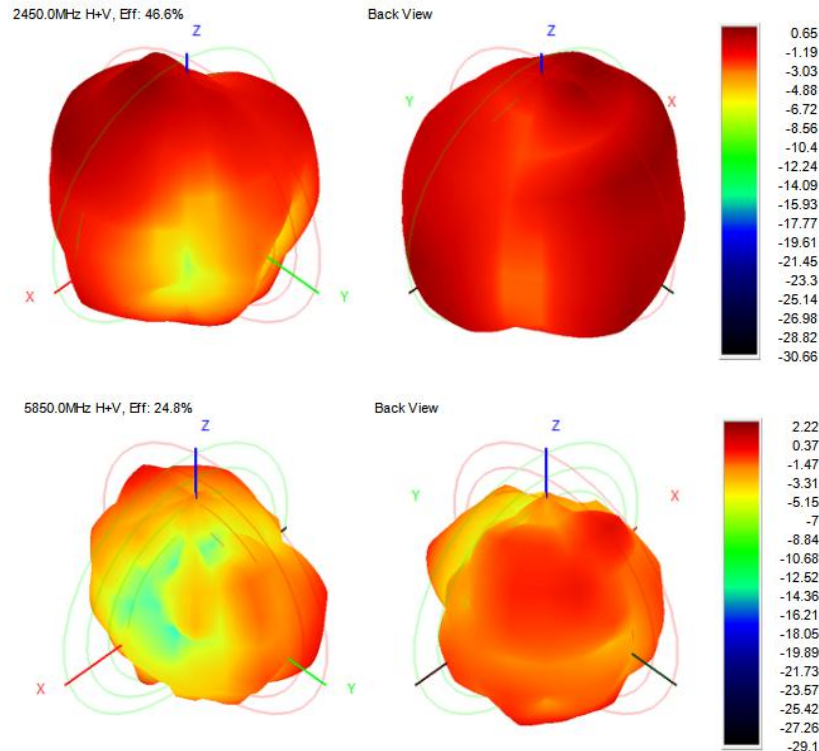 2450.0MHz H+V, Eff: 46.6%
Back View
Z
Z
Y
X
X
Y
0.65
-1.19
-3.03
-4.88
-6.72
-8.56
-10.4
-12.24
-14.09
-15.93
-17.77
-19.61
-21.45
-23.3
-25.14
-26.98
-28.82
-30.66
5850.0MHz H+V, Eff: 24.8%
Back View
Z
Z
Y
X
X
Y
2.22
0.37
-1.47
-3.31
-5.15
-7
-8.84
-10.68
-12.52
-14.36
-16.21
-18.05
-19.89
-21.73
-23.57
-25.42
-27.26
-29.1